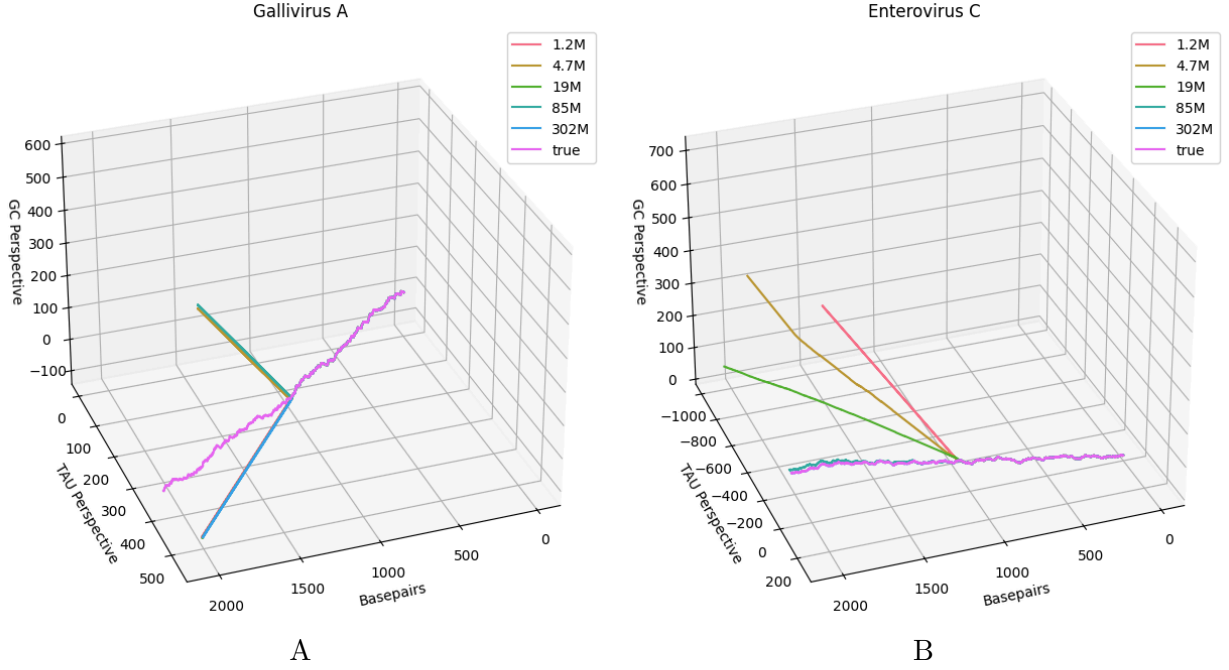 Gallivirus A
1.2M
4.7M
19M
85M
302M
true
600
500
400
300
200
100
0
−100
GC Perspective
0
100
200
300
400
500
TAU Perspective
2000
1500
1000
500
0
Basepairs
A
Enterovirus C
1.2M
4.7M
19M
85M
302M
true
700
600
500
400
300
200
100
0
GC Perspective
−1000
−800
−600
−400
−200
0
200
TAU Perspective
2000
1500
1000
500
0
Basepairs
B